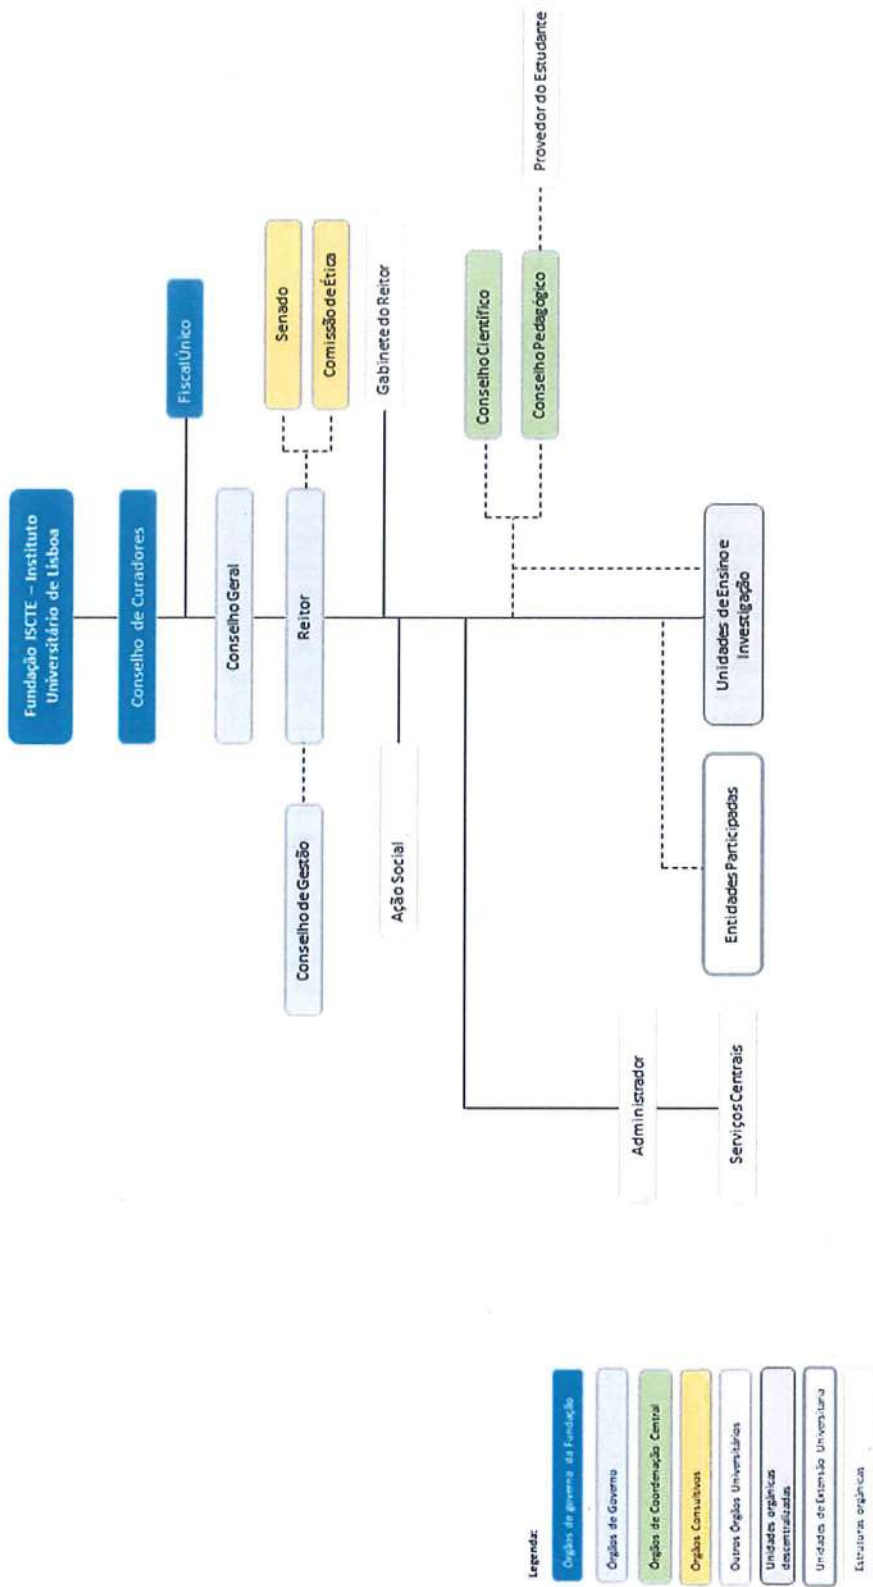 Fundação ISCTE – Instituto
Universitário de Lisboa
Conselho de Curadores
Fiscal Único
Conselho Geral
Conselho de Gestão
Reitor
Senado
Comissão de Ética
Ação Social
Gabinete do Reitor
Conselho Científico
Conselho Pedagógico
Provedor do Estudante
Administrador
Serviços Centrais
Entidades Participadas
Unidades de Ensino e
Investigação
Legenda:
Órgãos de governo da Fundação
Órgãos de Governo
Órgãos de Coordenação Central
Órgãos Consultivos
Outros Órgãos Universitários
Unidades orgânicas
descentralizadas
Unidades de Extensão Universitária
Estruturas orgânicas